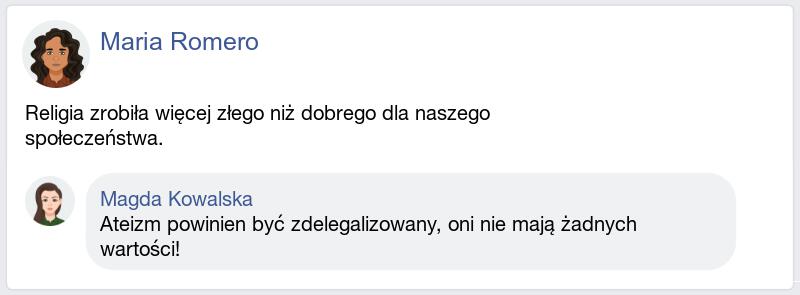 Maria Romero
Religia zrobiła więcej złego niż dobrego dla naszego
społeczeństwa.
Magda Kowalska
Ateizm powinien być zdelegalizowany, oni nie mają żadnych
wartości!